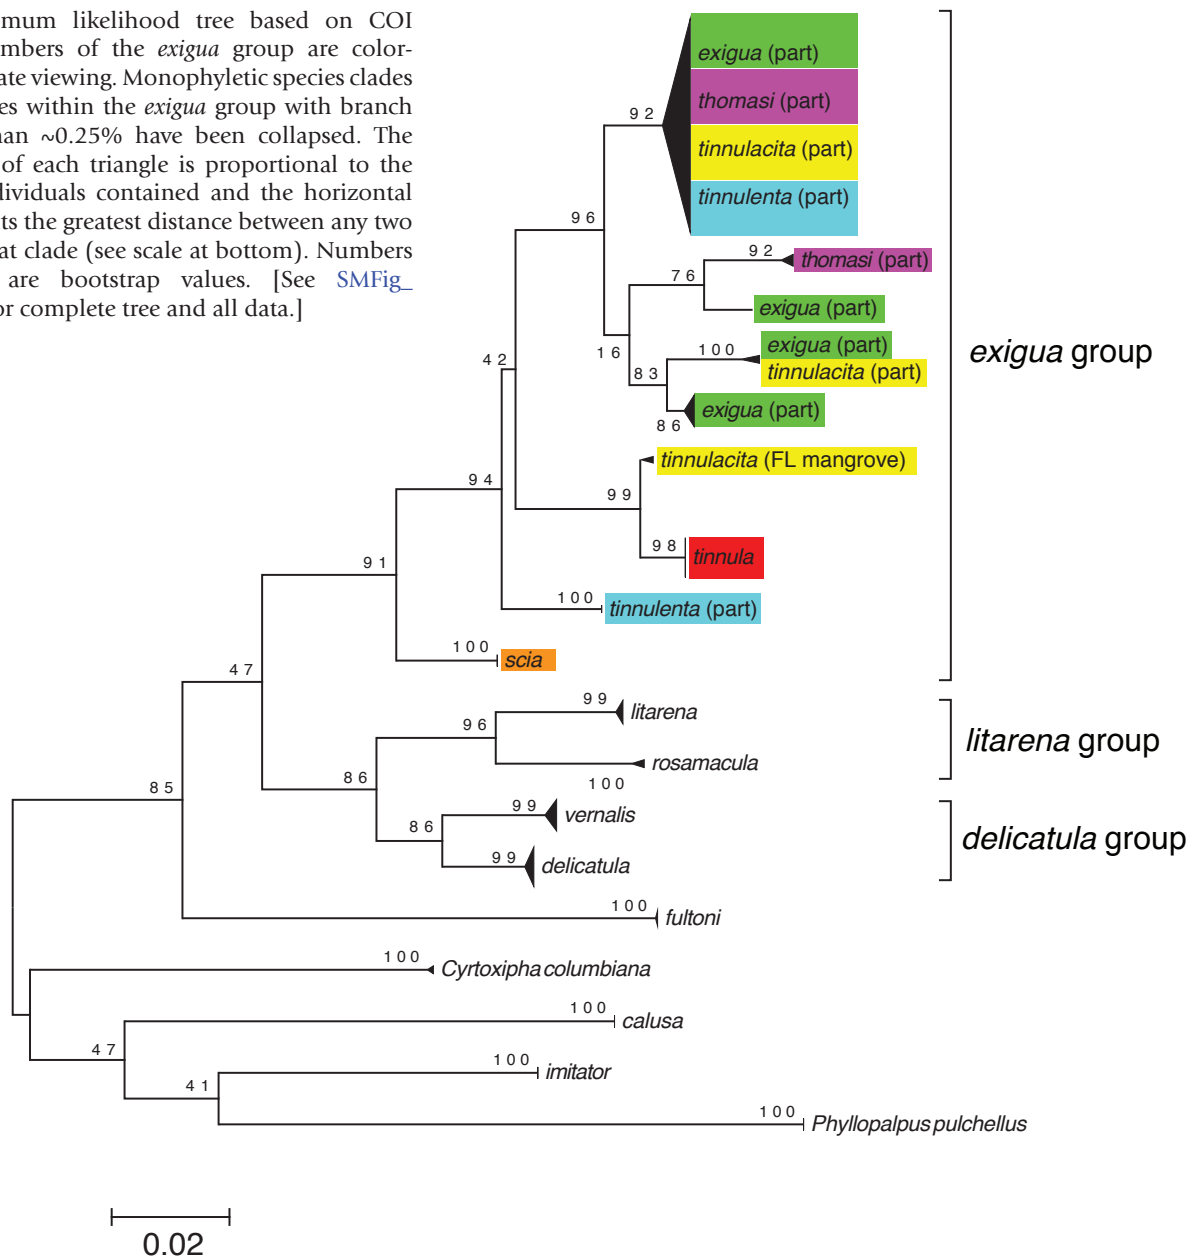 mum likelihood tree based on COI
mbers of the exigua group are color-
ate viewing. Monophyletic species clades
es within the exigua group with branch
han ~0.25% have been collapsed. The
of each triangle is proportional to the
dividuals contained and the horizontal
ts the greatest distance between any two
at clade (see scale at bottom). Numbers
are bootstrap values. [See SMFig_
or complete tree and all data.]
exigua (part)
92
thomasi (part)
tinnulacita (part)
tinnulenta (part)
96
92
thomasi (part)
76
exigua (part)
exigua (part)
100
16
42
exigua group
tinnulacita (part)
83
exigua (part)
86
tinnulacita (FL mangrove)
94
99
98
tinnula
91
100
tinnulenta (part)
100
scia
47
99
litarena
96
litarena group
rosamacula
86
100
85
99
vernalis
86
delicatula group
99
delicatula
100
fultoni
100
Cyrtoxipha columbiana
100
calusa
47
100
imitator
41
100
Phyllopalpus pulchellus
0.02